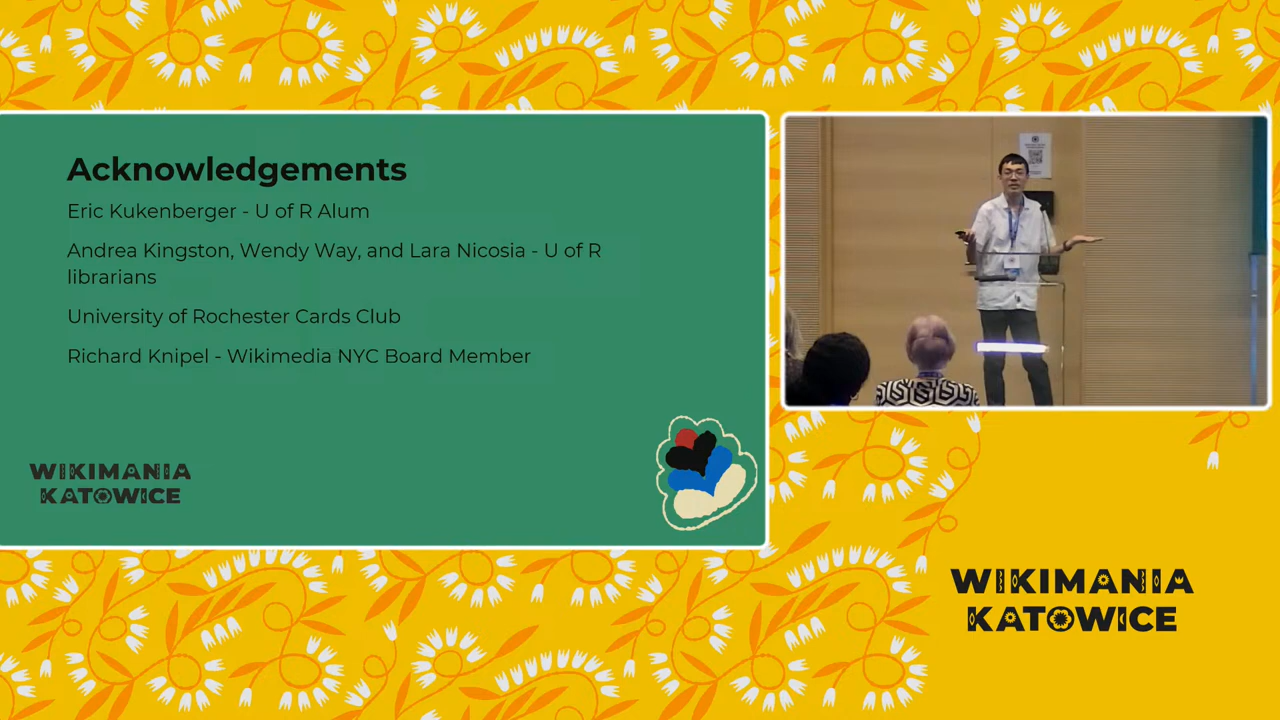 Acknowledgements
Eric Kukenberger - U of R Alum
Andrea Kingston, Wendy Way, and Lara Nicosia - U of R
librarians
University of Rochester Cards Club
Richard Knipel - Wikimedia NYC Board Member
WIKIMANIA
KATOWICE
WIKIMANIA
KATOWICE